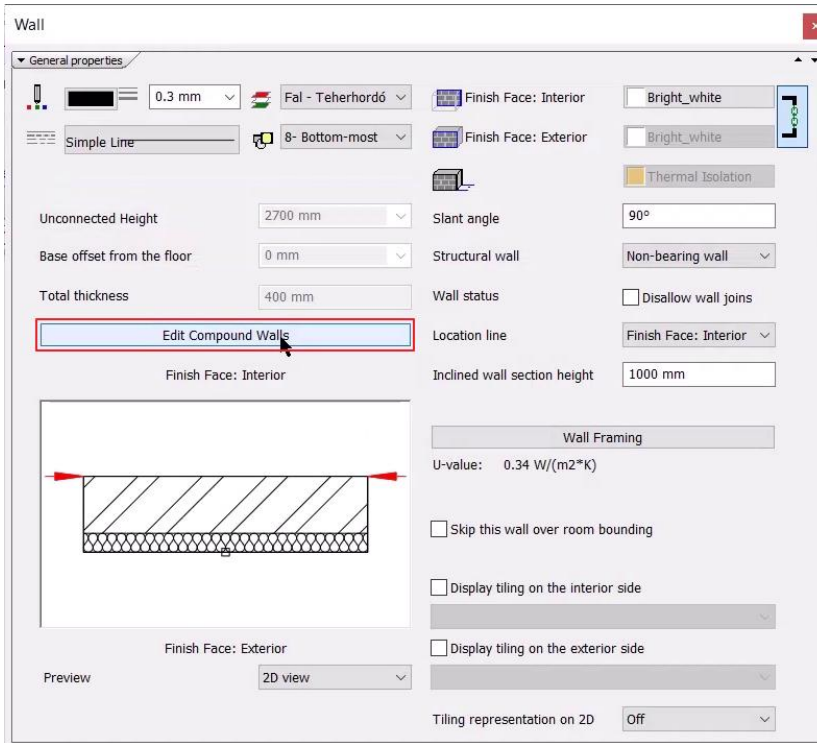 Wall
General properties
0.3 mm
Fal - Teherhordó
Simple Line
8- Bottom-most
Unconnected Height
2700 mm
Base offset from the floor
0 mm
Total thickness
400 mm
Edit Compound Walls
Finish Face: Interior
Finish Face: Exterior
Preview
2D view
Finish Face: Interior
Bright_white
Finish Face: Exterior
Bright_white
Thermal Isolation
Slant angle
90º
Structural wall
Non-bearing wall
Wall status
Disallow wall joins
Location line
Finish Face: Interior
Inclined wall section height
1000 mm
Wall Framing
U-value: 0.34 W/(m2*K)
Skip this wall over room bounding
Display tiling on the interior side
Display tiling on the exterior side
Tiling representation on 2D
Off